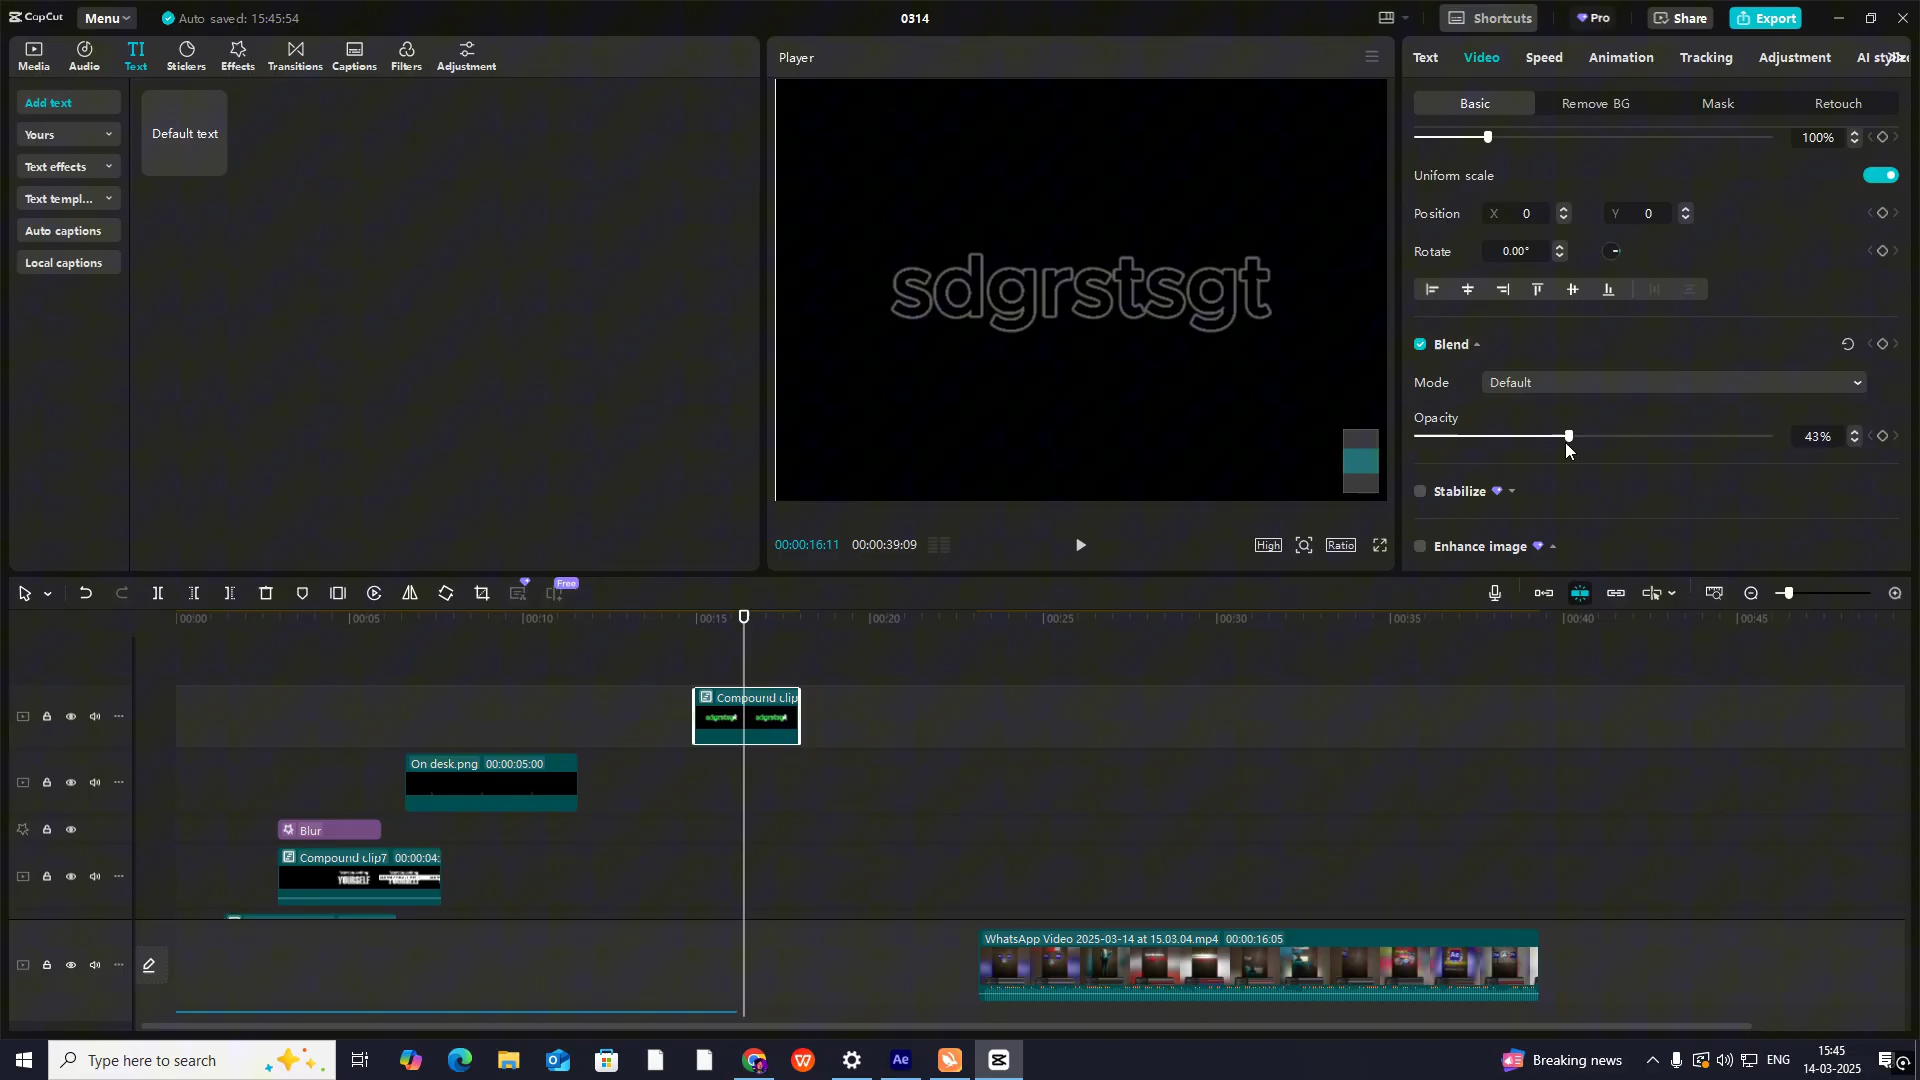 CapCut Menu Auto saved: 15:45:54 0314 Shortcuts Pro Share Export
Media Audio Text Stickers Effects Transitions Captions Filters Adjustment
Add text
Yours
Text effects
Text templ...
Auto captions
Local captions
Default text
Player
sdgrstsgt
00:00:16:11 00:00:39:09 High Ratio
Text Video Speed Animation Tracking Adjustment
Basic Remove BG Mask Retouch
100%
Uniform scale
Position X 0 Y 0
Rotate 0.00°
Blend
Mode Default
Opacity
43%
Stabilize
Enhance image
Free
00:00 00:05 00:10 00:15 00:20 00:25 00:30 00:35 00:40 00:45
Compound clip
On desk.png 00:00:05:00
Blur
Compound clip7 00:00:04:
YOURSELF
WhatsApp Video 2025-03-14 at 15.03.04.mp4 00:00:16:05
Type here to search
Ae
Breaking news
ENG
15:45
14-03-2025